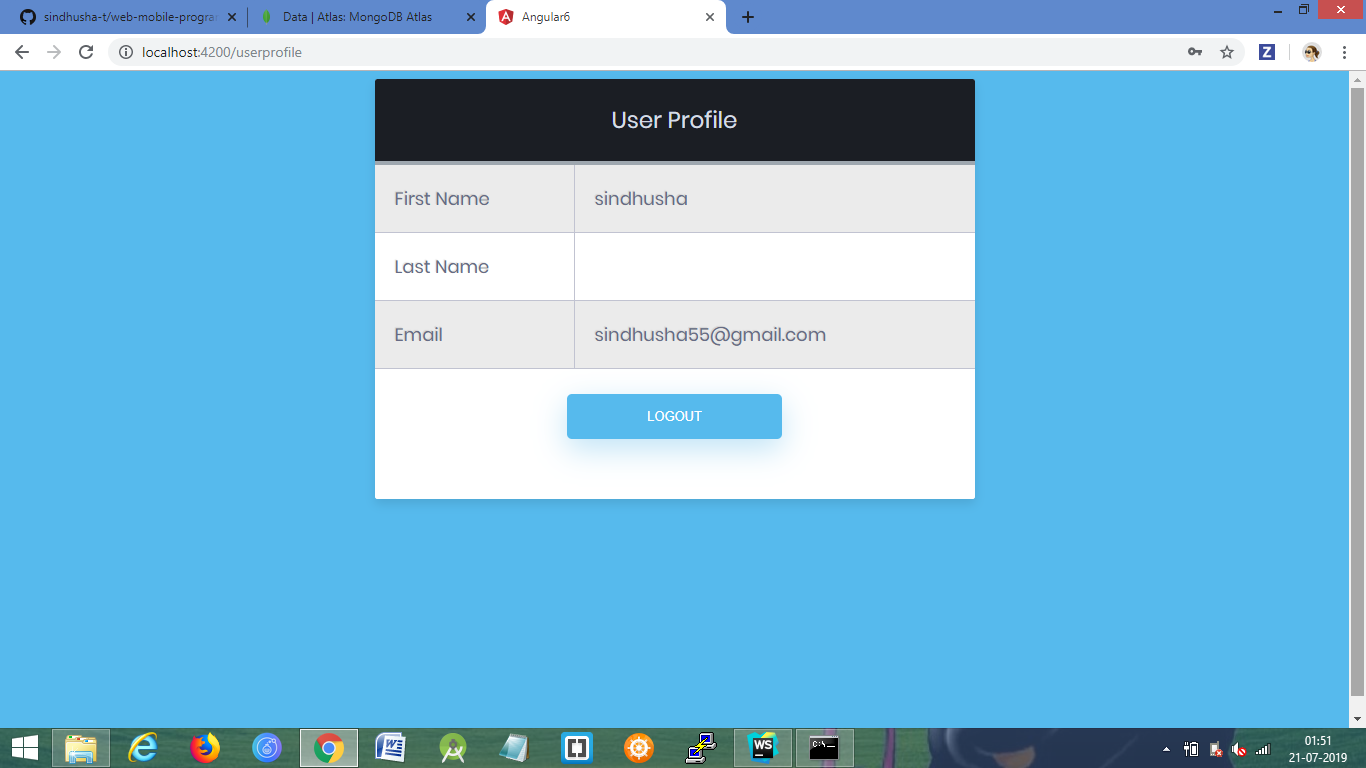 sindhusha-t/web-mobile-progra
Data | Atlas: MongoDB Atlas
Angular6
localhost:4200/userprofile
Z
User Profile
First Name
sindhusha
Last Name
Email
sindhusha55@gmail.com
LOGOUT
WS
C:\
01:51
21-07-2019